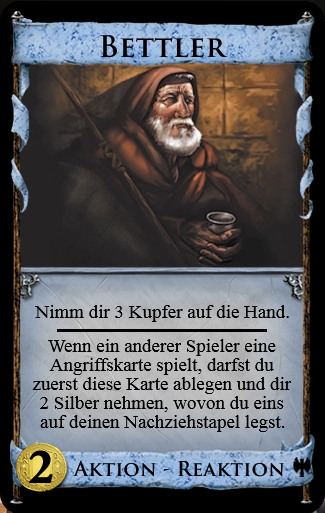 BETTLER
Nimm dir 3 Kupfer auf die Hand.
Wenn ein anderer Spieler eine
Angriffskarte spielt, darfst du
zuerst diese Karte ablegen und dir
2 Silber nehmen, wovon du eins
auf deinen Nachziehstapel legst.
2 AKTION - REAKTION